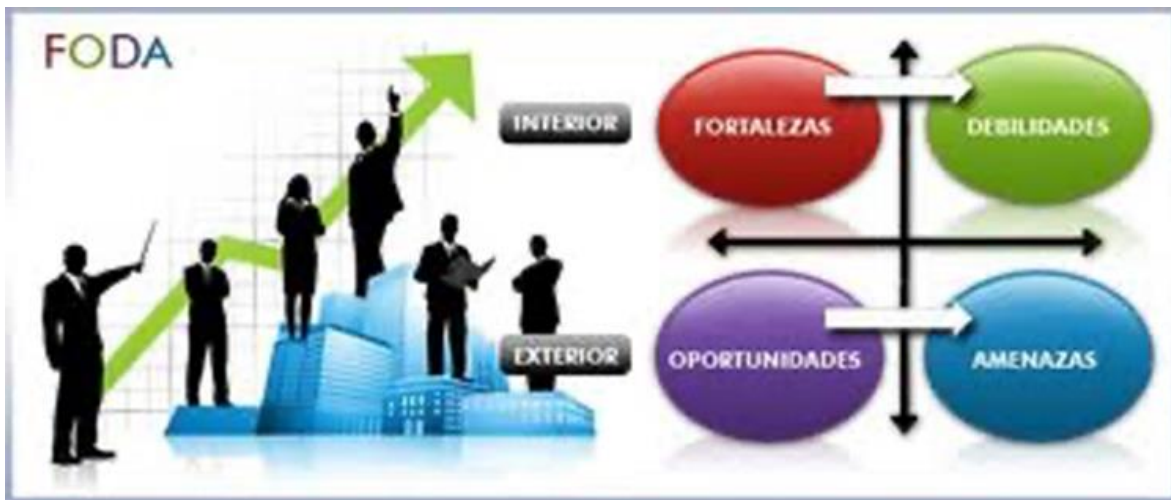 FODA
INTERIOR
FORTALEZAS
DEBILIDADES
EXTERIOR
OPORTUNIDADES
AMENAZAS